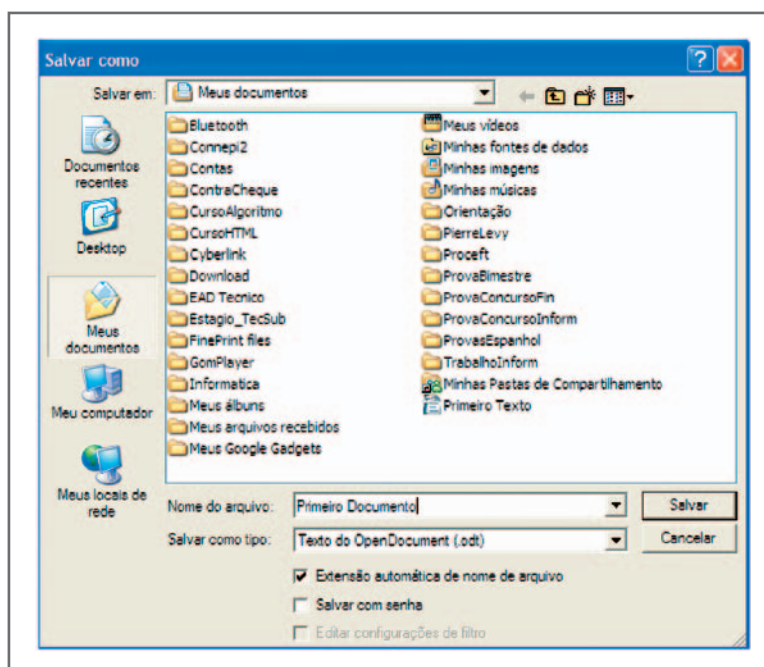 Salvar como
Salvar em:
Meus documentos
Documentos
recentes
Desktop
Meus
documentos
Meu computador
Meus locais de
rede
Bluetooth
Connepi2
Contas
ContraCheque
CursoAlgoritmo
CursoHTML
Cyberlink
Download
EAD Tecnico
Estagio_TecSub
FinePrint files
GomPlayer
Informatica
Meus álbuns
Meus arquivos recebidos
Meus Google Gadgets
Meus vídeos
Minhas fontes de dados
Minhas imagens
Minhas músicas
Orientação
PierreLevy
Proceft
ProvaBimestre
ProvaConcursoFin
ProvaConcursoInform
ProvasEspanhol
TrabalhoInform
Minhas Pastas de Compartilhamento
Primeiro Texto
Nome do arquivo:
Primeiro Documento
Salvar
Salvar como tipo:
Texto do OpenDocument (.odt)
Cancelar
Extensão automática de nome de arquivo
Salvar com senha
Editar configurações de filtro